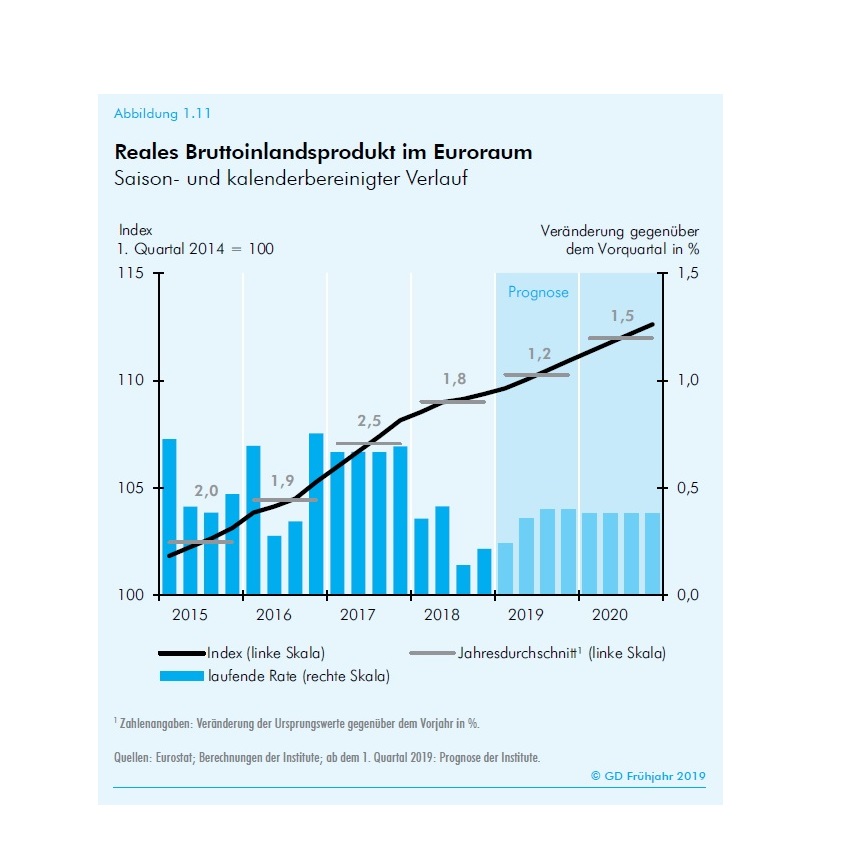 Abbildung 1.11
Reales Bruttoinlandsprodukt im Euroraum
Saison- und kalenderbereinigter Verlauf
Index
1. Quartal 2014 = 100
Veränderung gegenüber
dem Vorquartal in %
115
1,5
Prognose
1,5
1,2
110
1,0
1,8
2,5
105
0,5
2,0
1,9
100
0,0
2015 2016 2017 2018 2019 2020
Index (linke Skala)
Jahresdurchschnitt¹ (linke Skala)
laufende Rate (rechte Skala)
¹ Zahlenangaben: Veränderung der Ursprungswerte gegenüber dem Vorjahr in %.
Quellen: Eurostat; Berechnungen der Institute; ab dem 1. Quartal 2019: Prognose der Institute.
© GD Frühjahr 2019